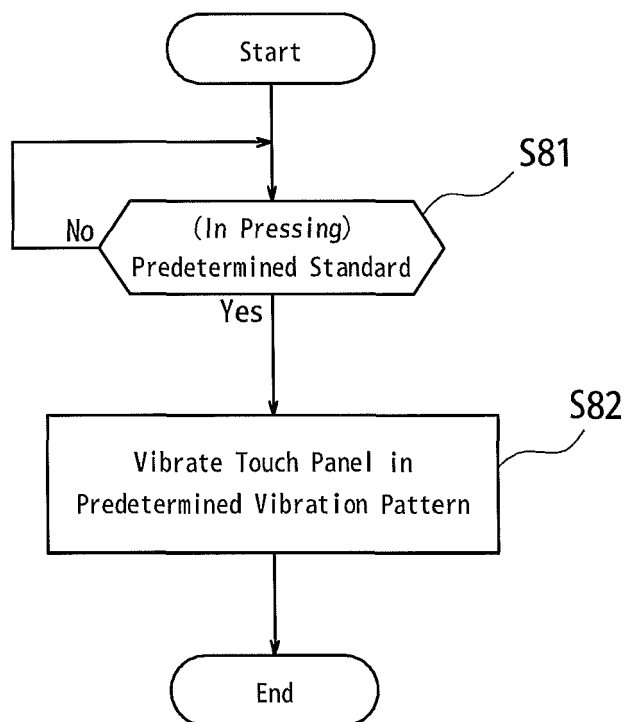 Start
S81
(In Pressing)
No
Predetermined Standard
Yes
S82
Vibrate Touch Panel in
Predetermined Vibration Pattern
End